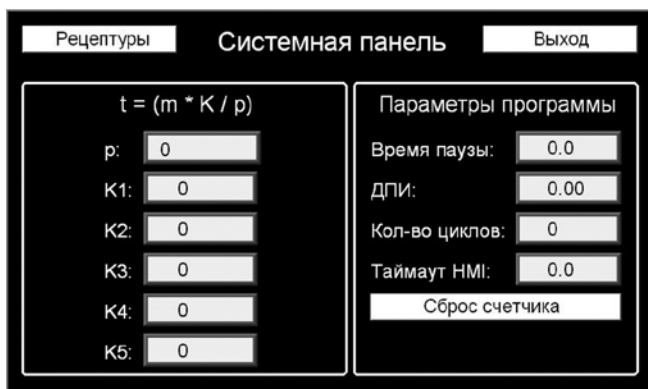 Рецептуры
Системная панель
Выход
t = (m * K / p)
p: 0
K1: 0
K2: 0
K3: 0
K4: 0
K5: 0
Параметры программы
Время паузы: 0.0
ДПИ: 0.00
Кол-во циклов: 0
Таймаут HMI: 0.0
Сброс счетчика